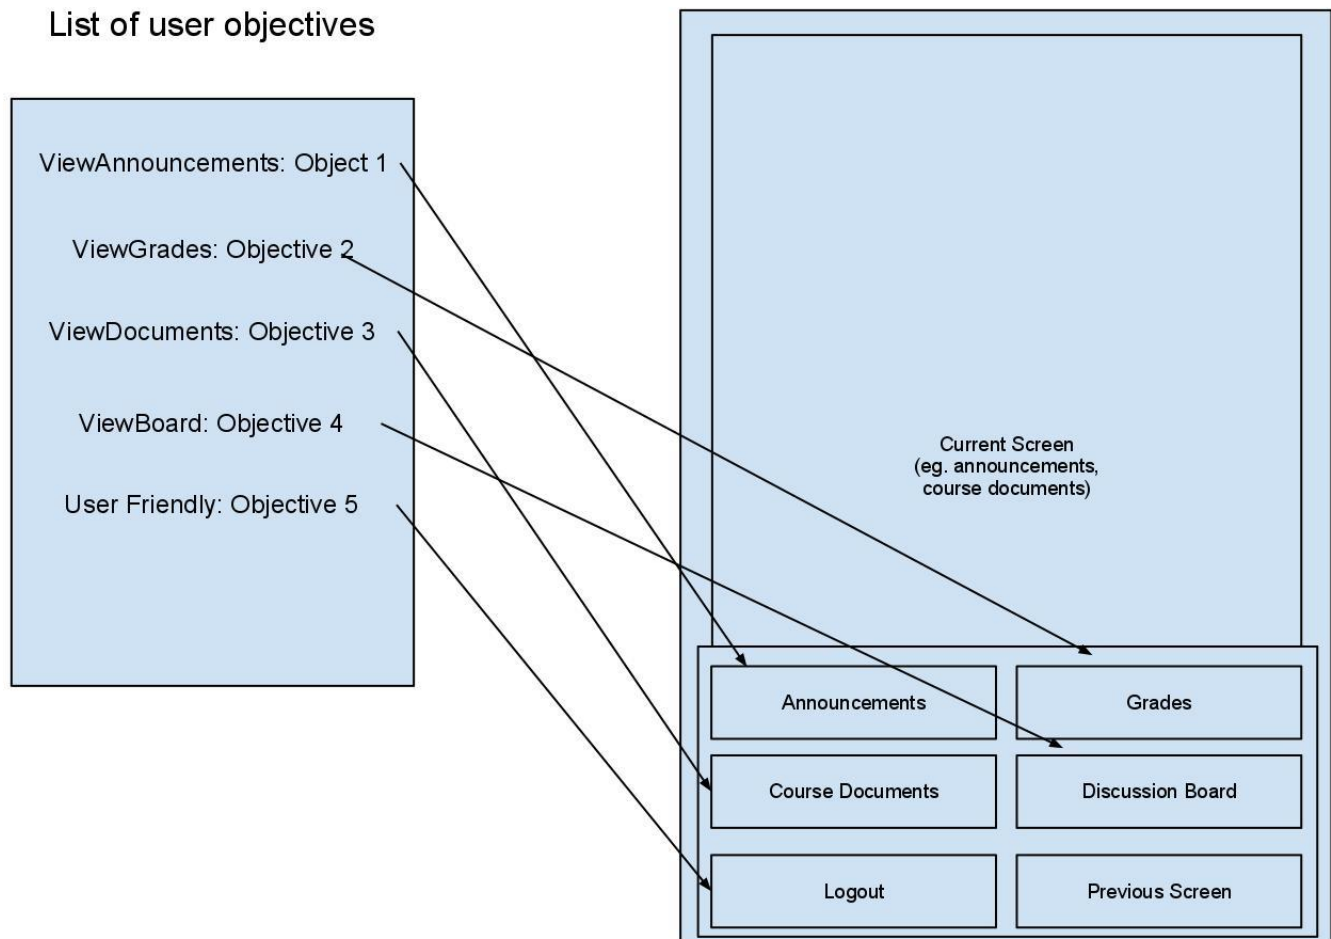 List of user objectives
ViewAnnouncements: Object 1
ViewGrades: Objective 2
ViewDocuments: Objective 3
ViewBoard: Objective 4
User Friendly: Objective 5
Current Screen
(eg. announcements,
course documents)
Announcements
Grades
Course Documents
Discussion Board
Logout
Previous Screen